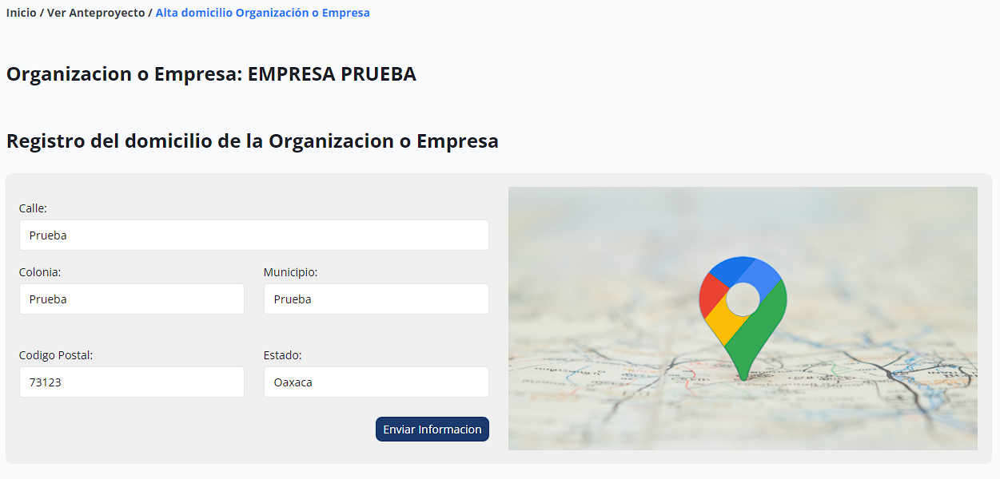 Inicio / Ver Anteproyecto / Alta domicilio Organización o Empresa
Organizacion o Empresa: EMPRESA PRUEBA
Registro del domicilio de la Organizacion o Empresa
Calle:
Prueba
Colonia:
Municipio:
Prueba
Prueba
Codigo Postal:
Estado:
73123
Oaxaca
Enviar Informacion